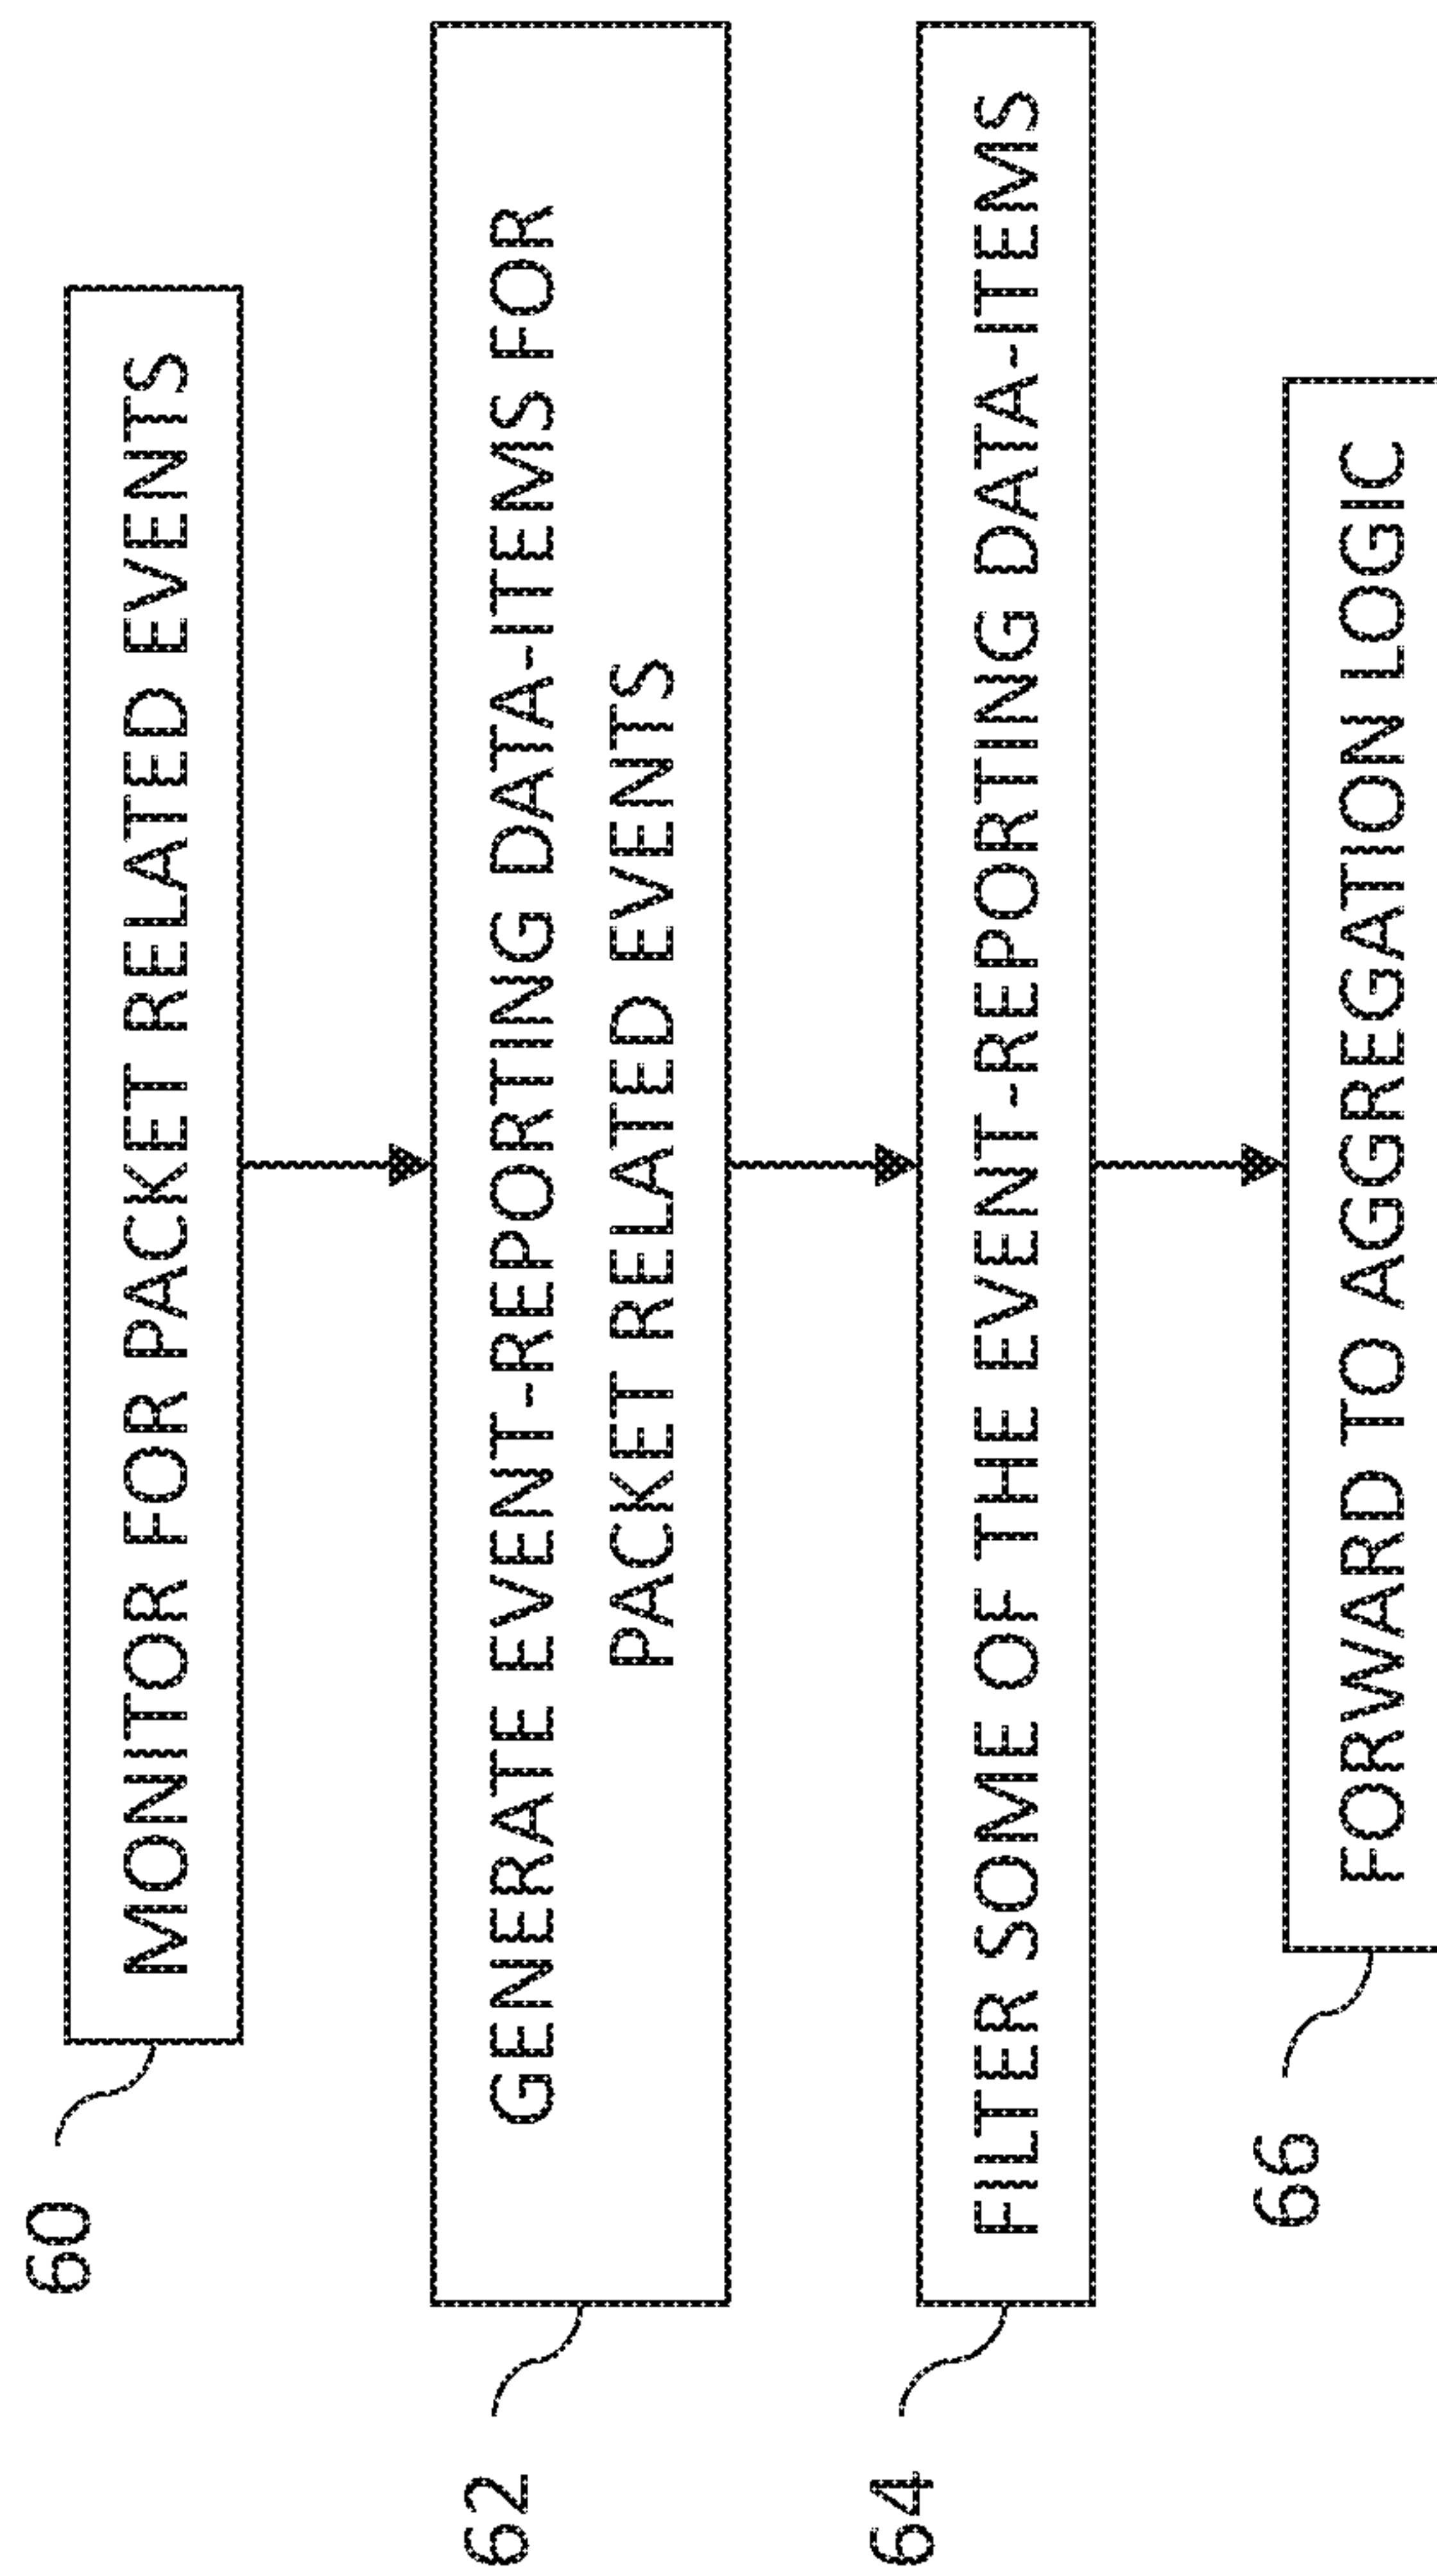 60
MONITOR FOR PACKET RELATED EVENTS
62
GENERATE EVENT-REPORTING DATA-ITEMS FOR
PACKET RELATED EVENTS
64
FILTER SOME OF THE EVENT-REPORTING DATA-ITEMS
66
FORWARD TO AGGREGATION LOGIC